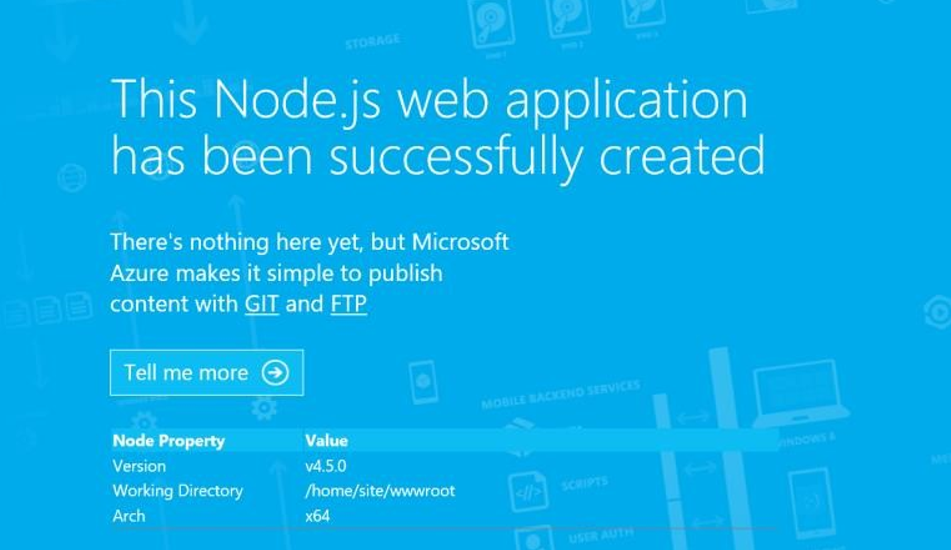 STORAGE
This Node.js web application
has been successfully created
There's nothing here yet, but Microsoft
Azure makes it simple to publish
content with GIT and FTP
Tell me more
MOBILE BACKEND SERVICES
Node Property Value
WINDOWS 8
Version v4.5.0
Working Directory /home/site/wwwroot
SCRIPTS
Arch x64
USER AUTH